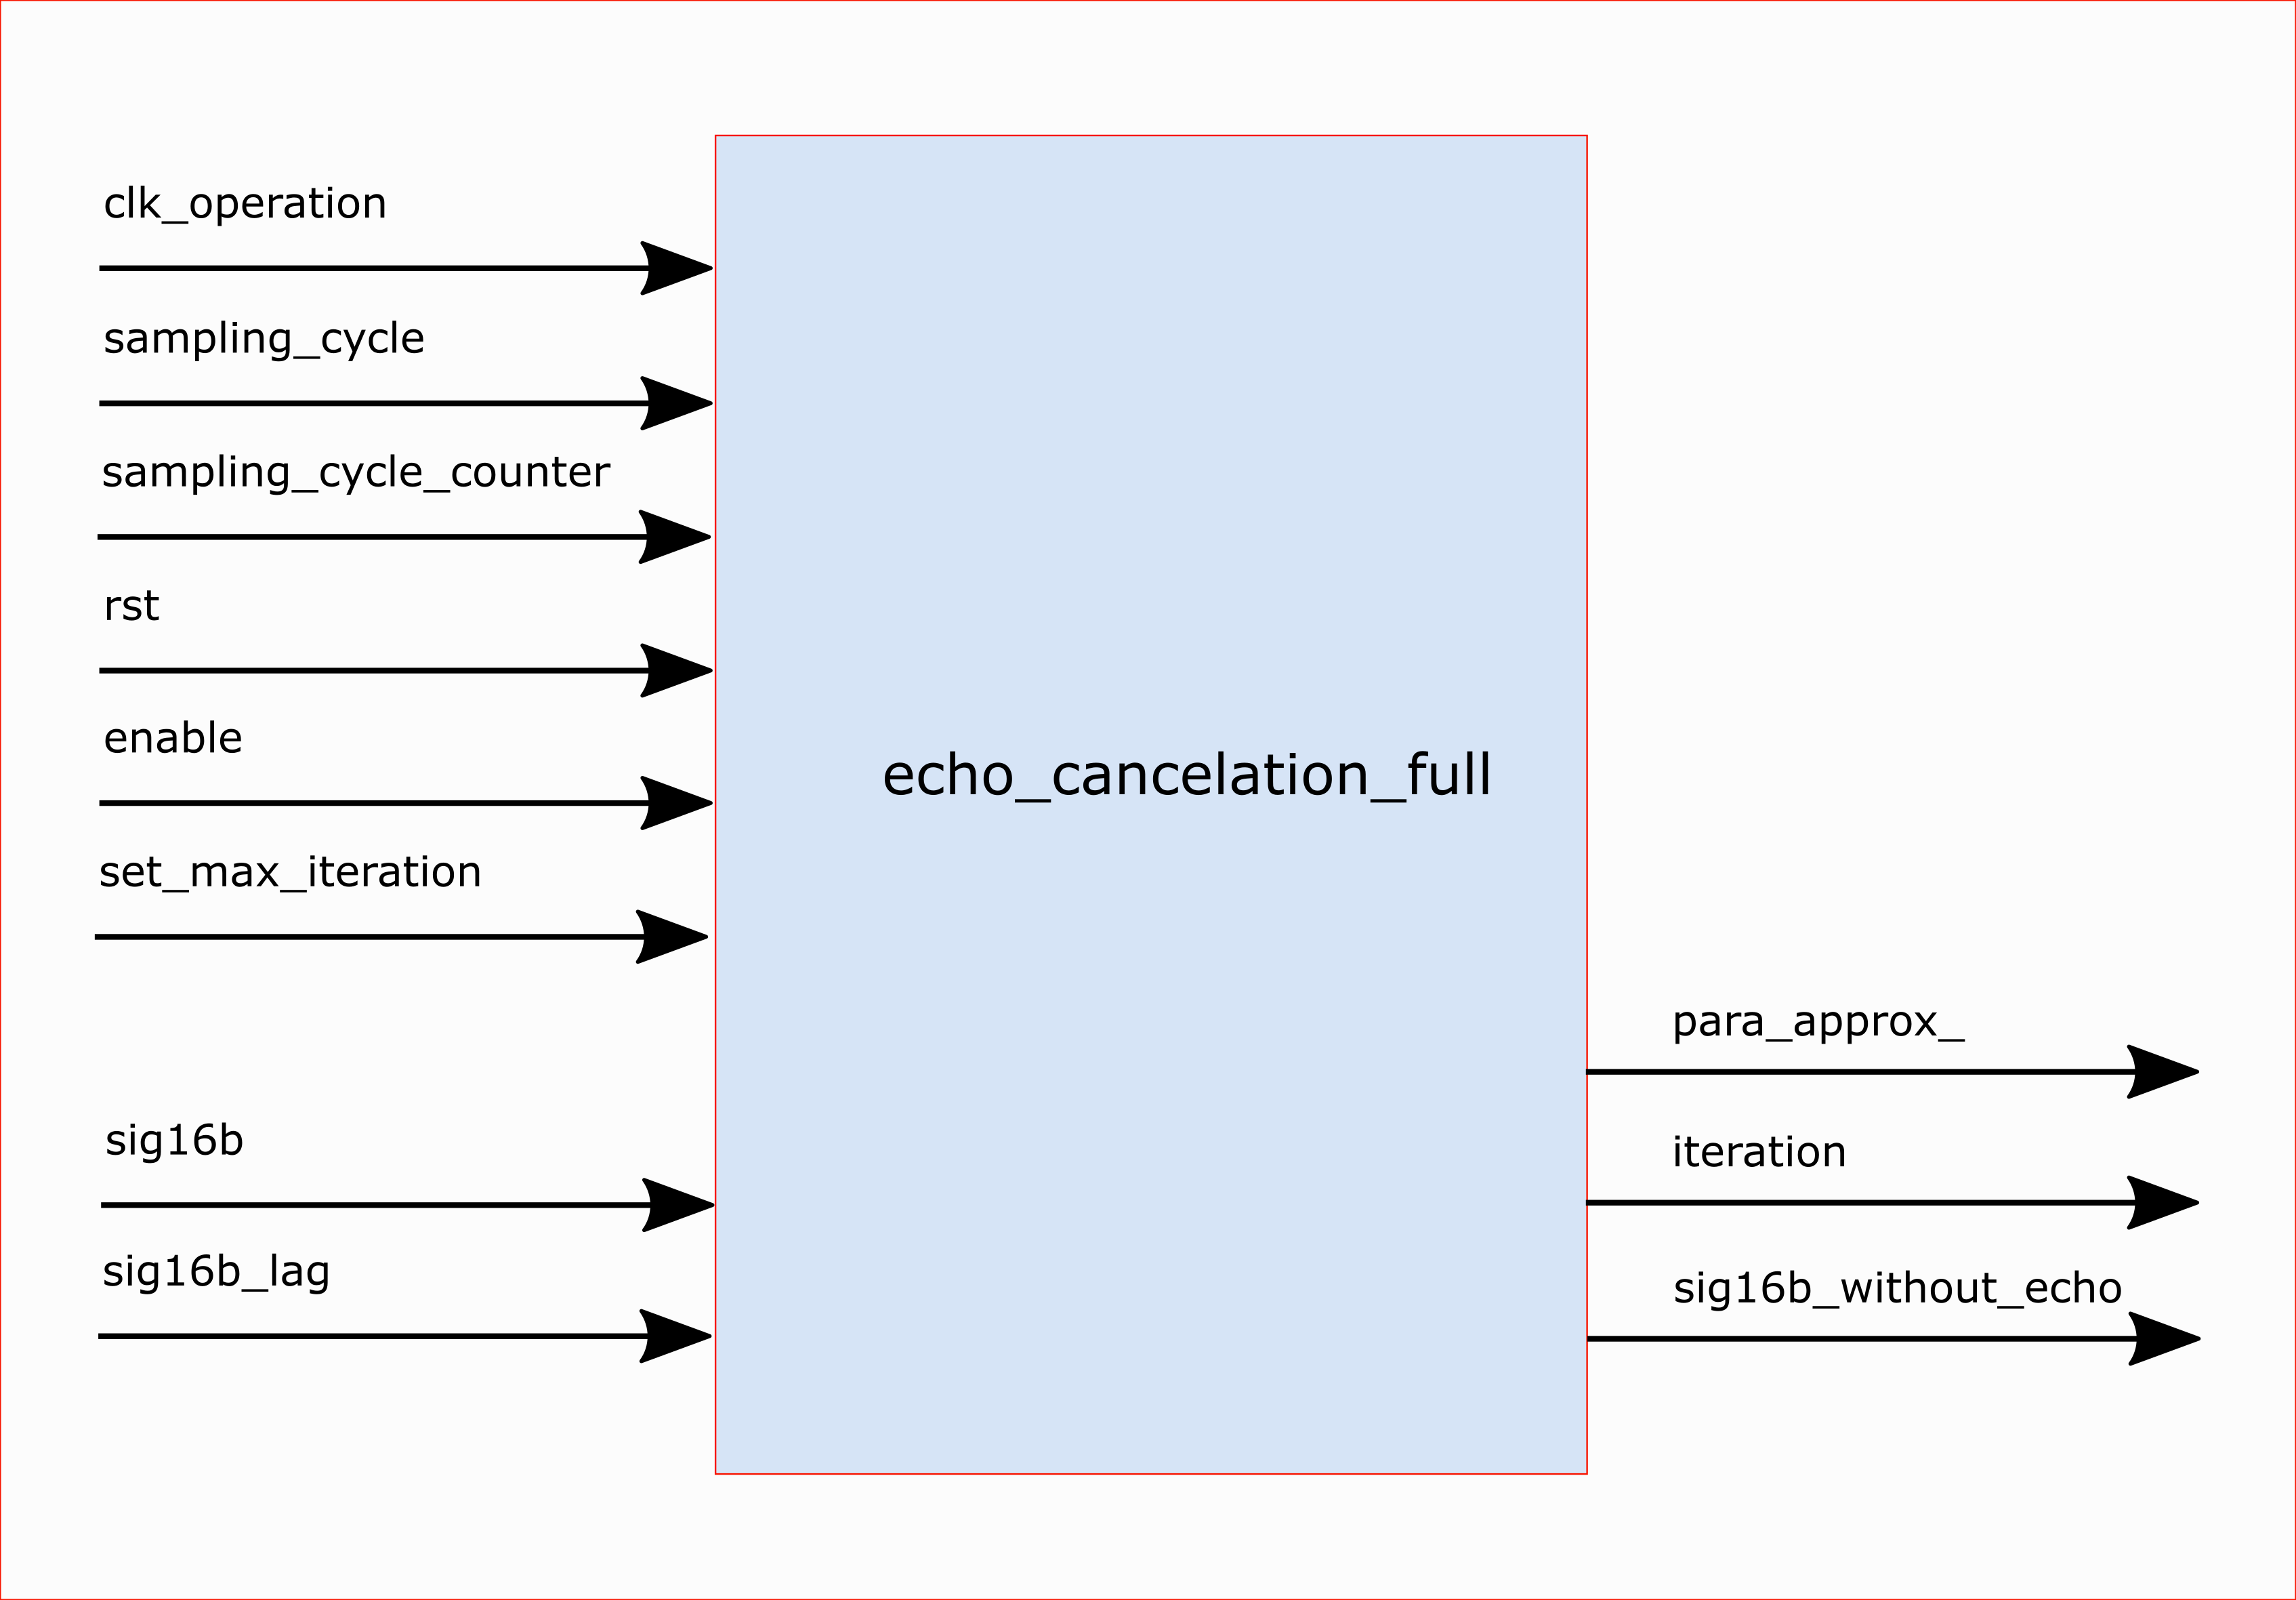 clk_operation
sampling_cycle
sampling_cycle_counter
rst
enable
set_max_iteration
sig16b
sig16b_lag
echo_cancelation_full
para_approx_
iteration
sig16b_without_echo